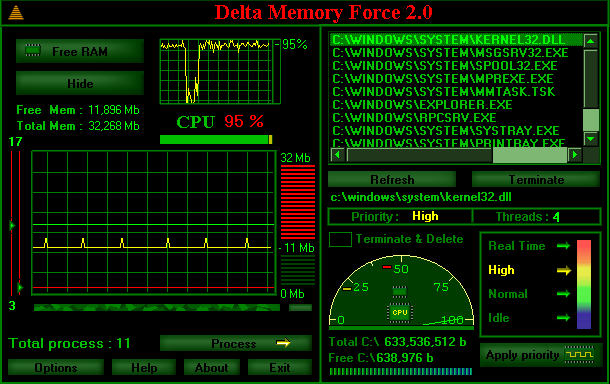 Delta Memory Force 2.0
Free RAM
Hide
Free Mem : 11,896 Mb
Total Mem : 32,268 Mb
95%
CPU 95 %
17
32 Mb
11 Mb
0 Mb
3
Total process : 11
Process
Options
Help
About
Exit
C:\WINDOWS\SYSTEM\KERNEL32.DLL
C:\WINDOWS\SYSTEM\MSGSRV32.EXE
C:\WINDOWS\SYSTEM\SPOOL32.EXE
C:\WINDOWS\SYSTEM\MPREXE.EXE
C:\WINDOWS\SYSTEM\MMTASK.TSK
C:\WINDOWS\EXPLORER.EXE
C:\WINDOWS\RPCSRV.EXE
C:\WINDOWS\SYSTEM\SYSTRAY.EXE
C:\WINDOWS\SYSTEM\PRINTRAY.EXE
Refresh
Terminate
c:\windows\system\kernel32.dll
Priority : High
Threads : 4
Terminate & Delete
0
25
50
75
100
CPU
Total C:\ 633,536,512 b
Free C:\ 638,976 b
Real Time
High
Normal
Idle
Apply priority